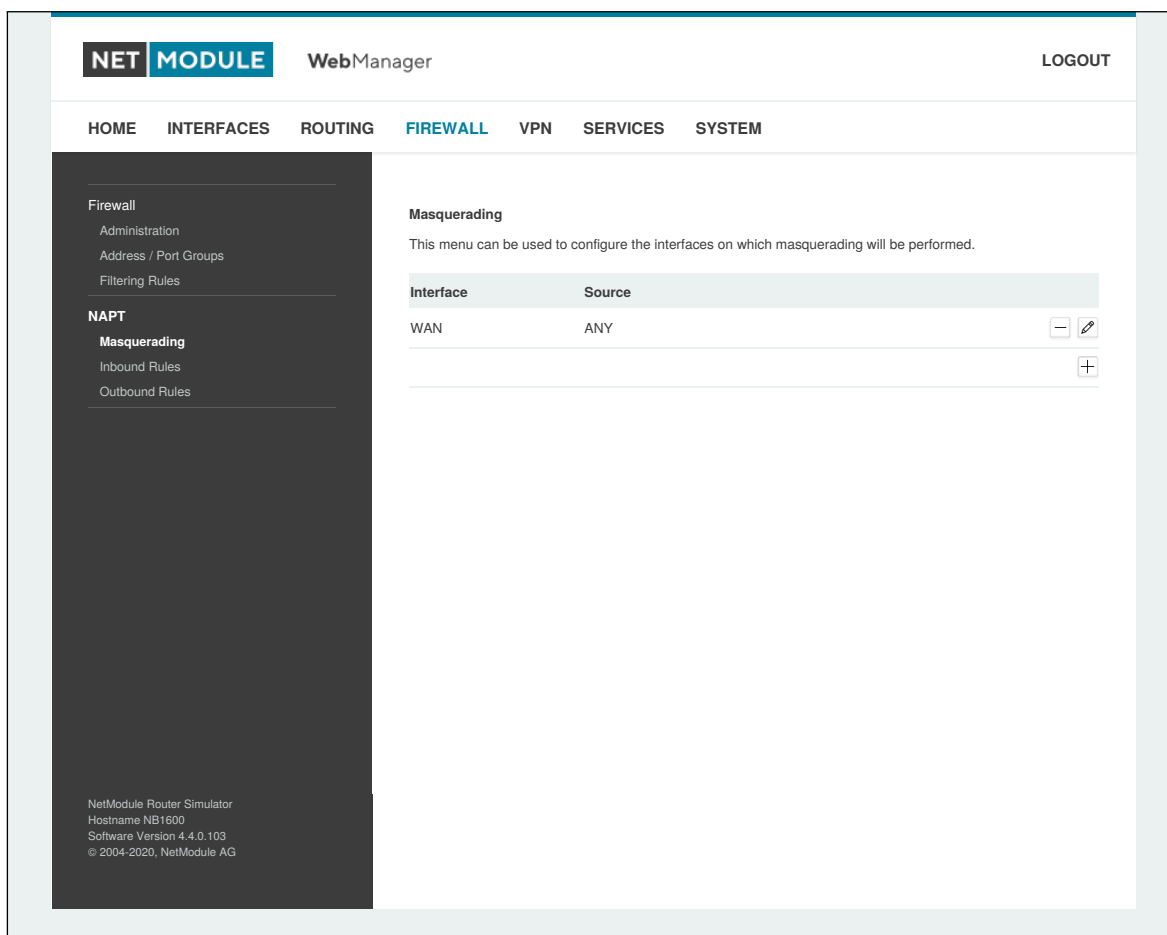 NET MODULE WebManager LOGOUT
HOME INTERFACES ROUTING FIREWALL VPN SERVICES SYSTEM
Firewall
Administration
Address / Port Groups
Filtering Rules
NAPT
Masquerading
Inbound Rules
Outbound Rules
Masquerading
This menu can be used to configure the interfaces on which masquerading will be performed.
Interface Source
WAN ANY
NetModule Router Simulator
Hostname NB1600
Software Version 4.4.0.103
© 2004-2020, NetModule AG